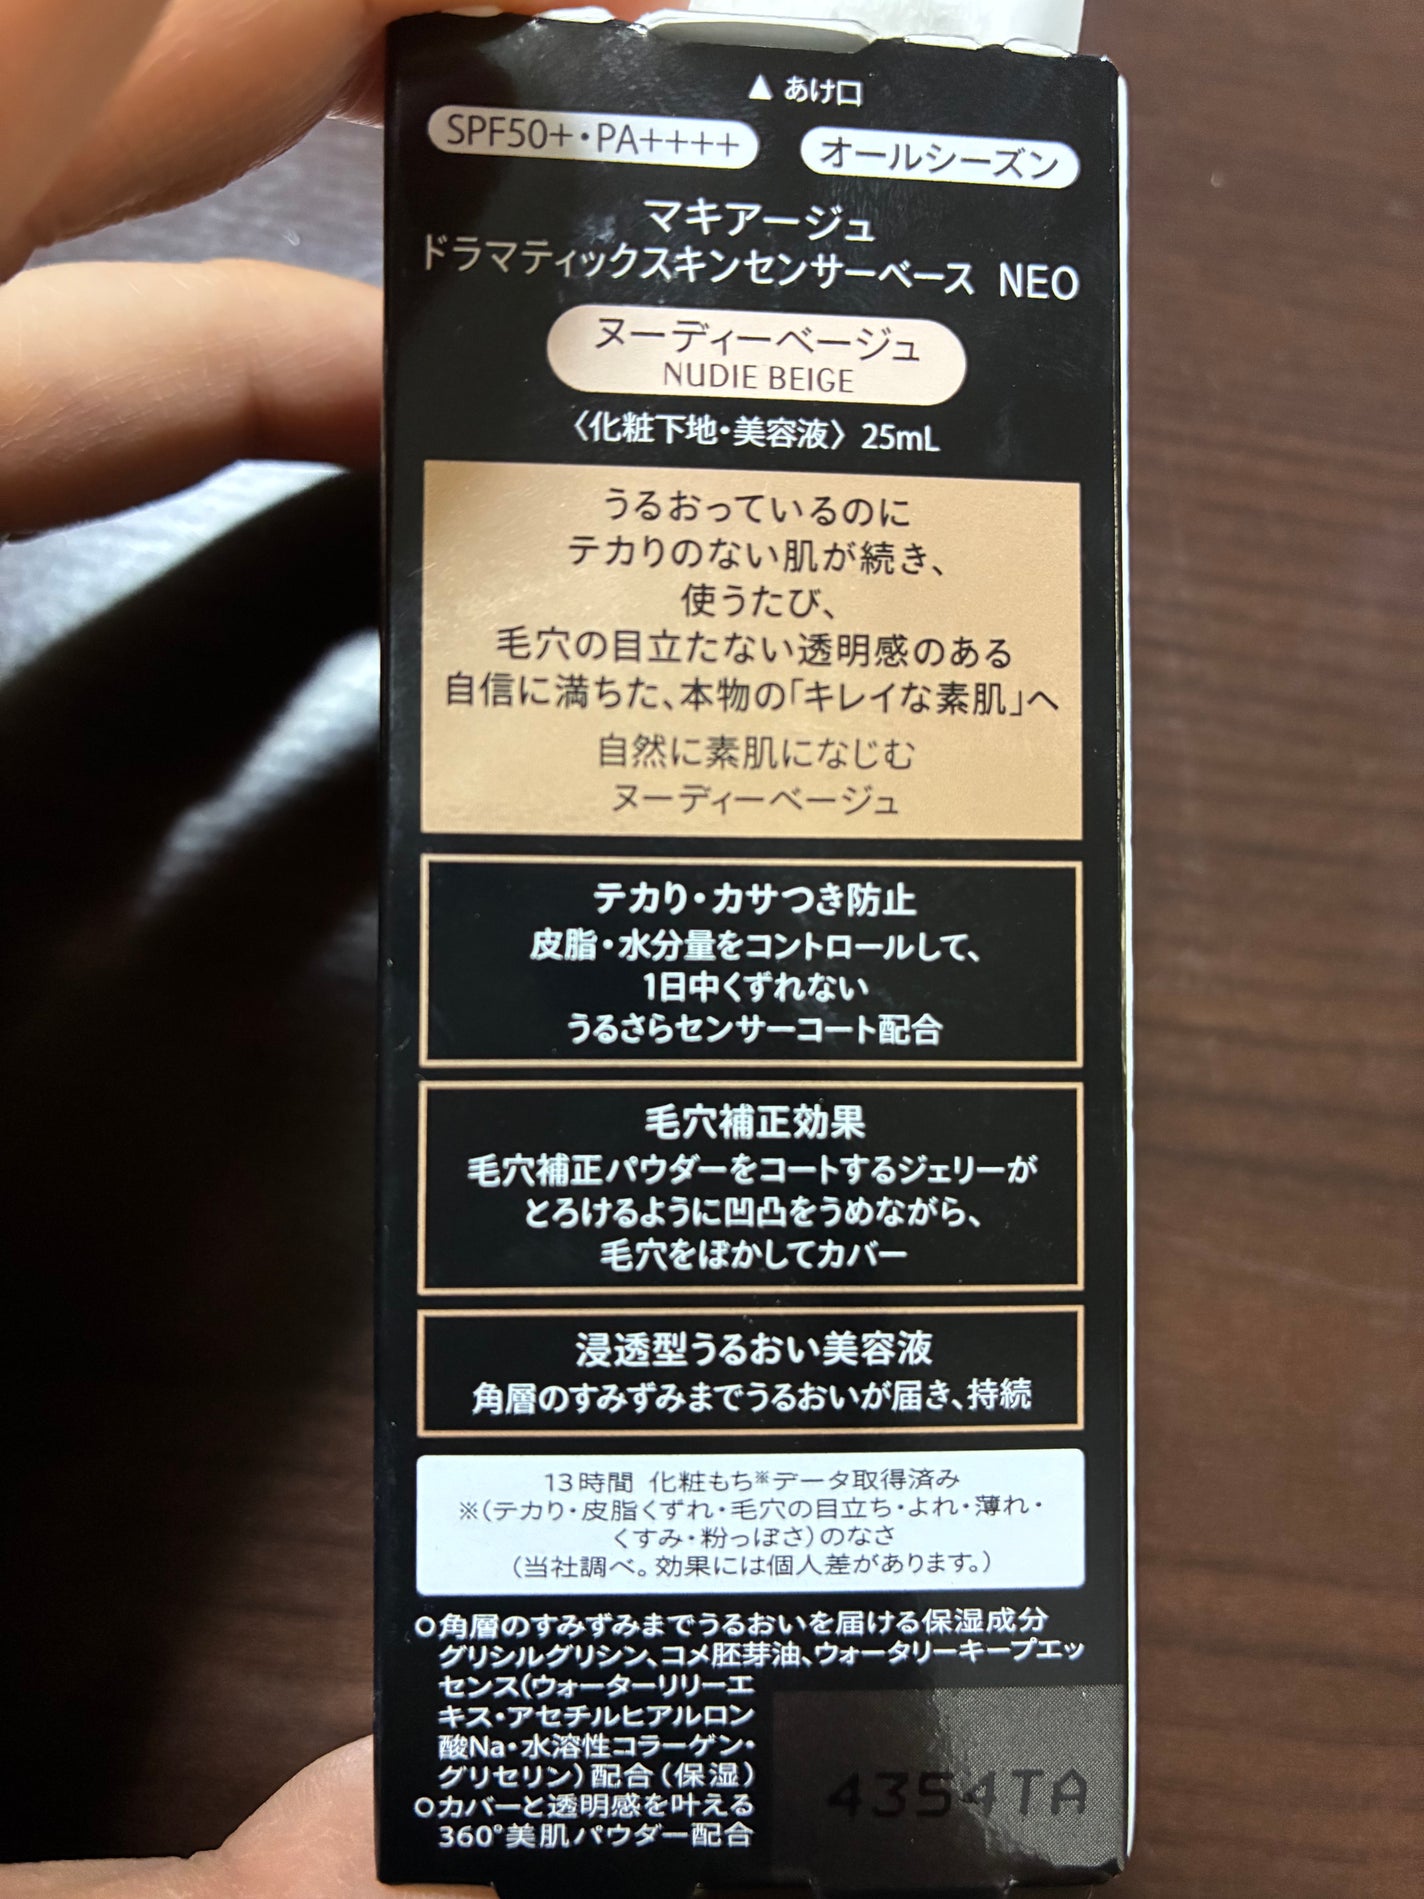 ▲ あけ口
SPF50+・PA++++ オールシーズン
マキアージュ
ドラマティックスキンセンサーベース NEO
ヌーディーベージュ
NUDIE BEIGE
〈化粧下地・美容液〉 25mL
うるおっているのに
テカりのない肌が続き、
使うたび、
毛穴の目立たない透明感のある
自信に満ちた、本物の「キレイな素肌」へ
自然に素肌になじむ
ヌーディーベージュ
テカり・カサつき防止
皮脂・水分量をコントロールして、
1日中くずれない
うるさらセンサーコート配合
毛穴補正効果
毛穴補正パウダーをコートするジェリーが
とろけるように凹凸をうめながら、
毛穴をぼかしてカバー
浸透型うるおい美容液
角層のすみずみまでうるおいが届き、持続
13時間 化粧もち※データ取得済み
※（テカり・皮脂くずれ・毛穴の目立ち・よれ・薄れ・
くすみ・粉っぽさ）のなさ
（当社調べ。効果には個人差があります。）
○角層のすみずみまでうるおいを届ける保湿成分
グリシルグリシン、コメ胚芽油、ウォータリーキープエッ
センス（ウォーターリリーエ
キス・アセチルヒアルロン
酸Na・水溶性コラーゲン・
グリセリン）配合（保湿）
○カバーと透明感を叶える
360°美肌パウダー配合
4354TA